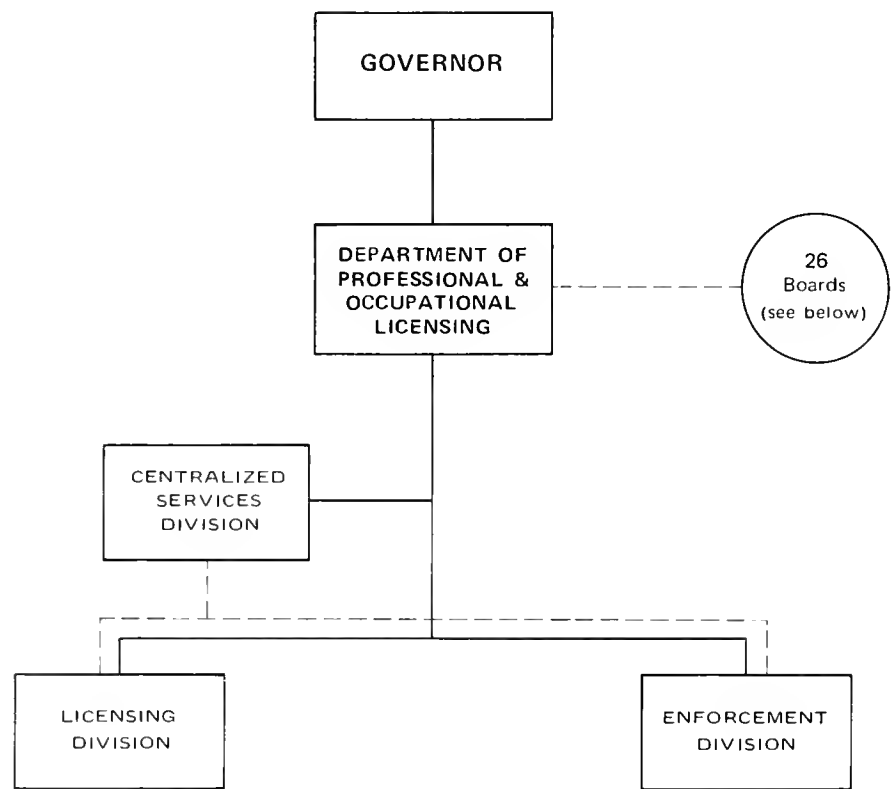 GOVERNOR
DEPARTMENT OF
PROFESSIONAL &
OCCUPATIONAL
LICENSING
26
Boards
(see below)
CENTRALIZED
SERVICES
DIVISION
LICENSING
DIVISION
ENFORCEMENT
DIVISION